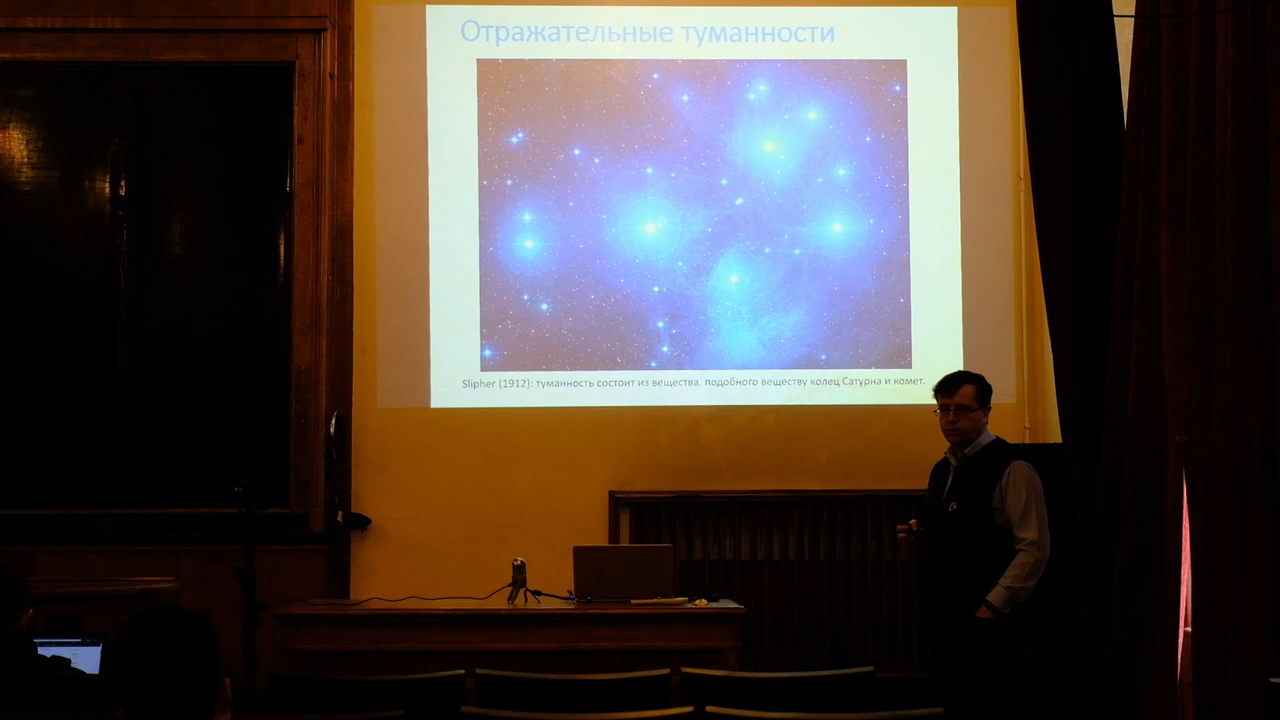 Отражательные туманности
Slipher (1912): туманность состоит из вещества, подобного веществу колец Сатурна и комет.